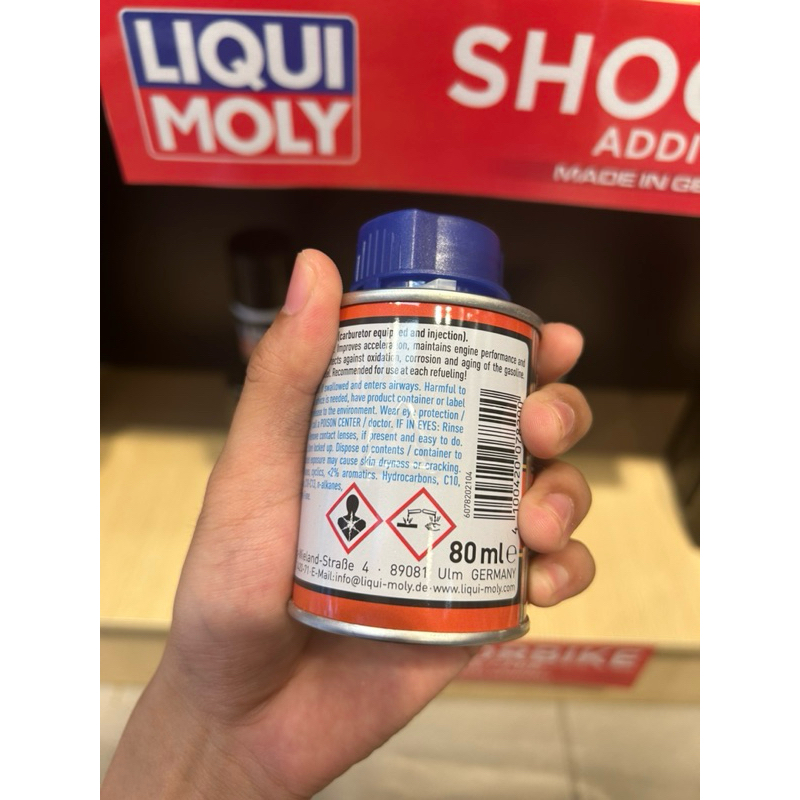 LIQUI
MOLY
SHO
ADDI
MADE IN GE
(carburetor equipped and injection).
Improves acceleration, maintains engine performance and
against oxidation, corrosion and aging of the gasoline.
Recommended for use at each refueling!
swallowed and enters airways. Harmful to
is needed, have product container or label
to the environment. Wear eye protection /
a POISON CENTER / doctor. IF IN EYES: Rinse
contact lenses, if present and easy to do.
locked up. Dispose of contents / container to
exposure may cause skin dryness or cracking.
cyclics, <2% aromatics. Hydrocarbons, C10,
n-alkanes,
6078202104
80 ml e
Wieland-Straße 4 · 89081 Ulm GERMANY
E-Mail: info@liqui-moly.de · www.liqui-moly.com
RBIKE